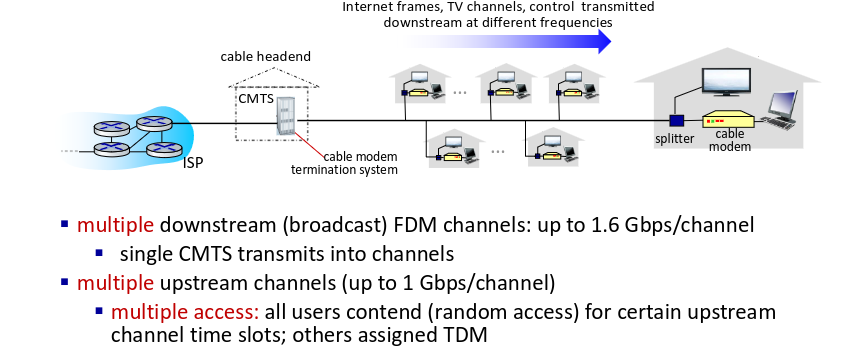 Internet frames, TV channels, control transmitted
downstream at different frequencies
cable headend
CMTS
...
...
ISP
cable modem
termination system
splitter
cable
modem
▪ multiple downstream (broadcast) FDM channels: up to 1.6 Gbps/channel
▪ single CMTS transmits into channels
▪ multiple upstream channels (up to 1 Gbps/channel)
▪ multiple access: all users contend (random access) for certain upstream
channel time slots; others assigned TDM